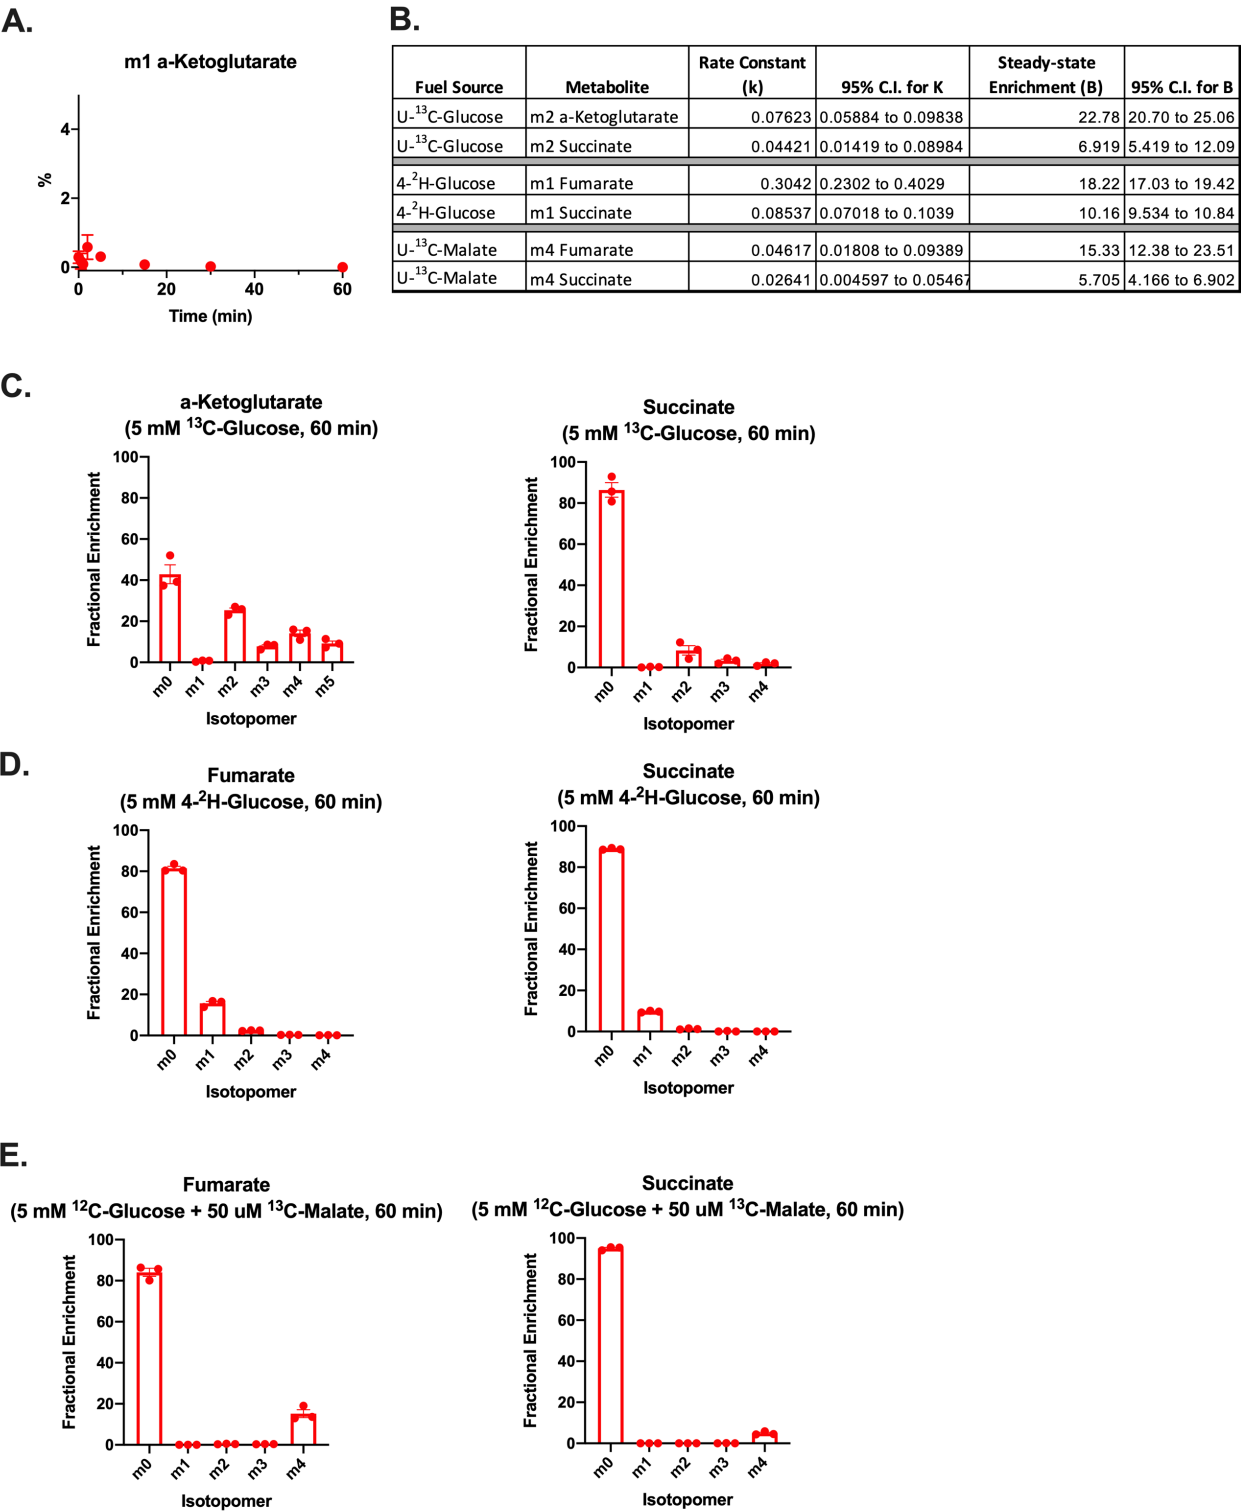 A.
m1 a-Ketoglutarate
4
2
0
%
0 20 40 60
Time (min)
B.
Fuel Source Metabolite Rate Constant (k) 95% C.I. for K Steady-state Enrichment (B) 95% C.I. for B
U-¹³C-Glucose m2 a-Ketoglutarate 0.07623 0.05884 to 0.09838 22.78 20.70 to 25.06
U-¹³C-Glucose m2 Succinate 0.04421 0.01419 to 0.08984 6.919 5.419 to 12.09
4-²H-Glucose m1 Fumarate 0.3042 0.2302 to 0.4029 18.22 17.03 to 19.42
4-²H-Glucose m1 Succinate 0.08537 0.07018 to 0.1039 10.16 9.534 to 10.84
U-¹³C-Malate m4 Fumarate 0.04617 0.01808 to 0.09389 15.33 12.38 to 23.51
U-¹³C-Malate m4 Succinate 0.02641 0.004597 to 0.05467 5.705 4.166 to 6.902
C.
a-Ketoglutarate
(5 mM ¹³C-Glucose, 60 min)
100
80
60
40
20
0
Fractional Enrichment
m0 m1 m2 m3 m4 m5
Isotopomer
Succinate
(5 mM ¹³C-Glucose, 60 min)
100
80
60
40
20
0
Fractional Enrichment
m0 m1 m2 m3 m4
Isotopomer
D.
Fumarate
(5 mM 4-²H-Glucose, 60 min)
100
80
60
40
20
0
Fractional Enrichment
m0 m1 m2 m3 m4
Isotopomer
Succinate
(5 mM 4-²H-Glucose, 60 min)
100
80
60
40
20
0
Fractional Enrichment
m0 m1 m2 m3 m4
Isotopomer
E.
Fumarate
(5 mM ¹²C-Glucose + 50 uM ¹³C-Malate, 60 min)
100
80
60
40
20
0
Fractional Enrichment
m0 m1 m2 m3 m4
Isotopomer
Succinate
(5 mM ¹²C-Glucose + 50 uM ¹³C-Malate, 60 min)
100
80
60
40
20
0
Fractional Enrichment
m0 m1 m2 m3 m4
Isotopomer